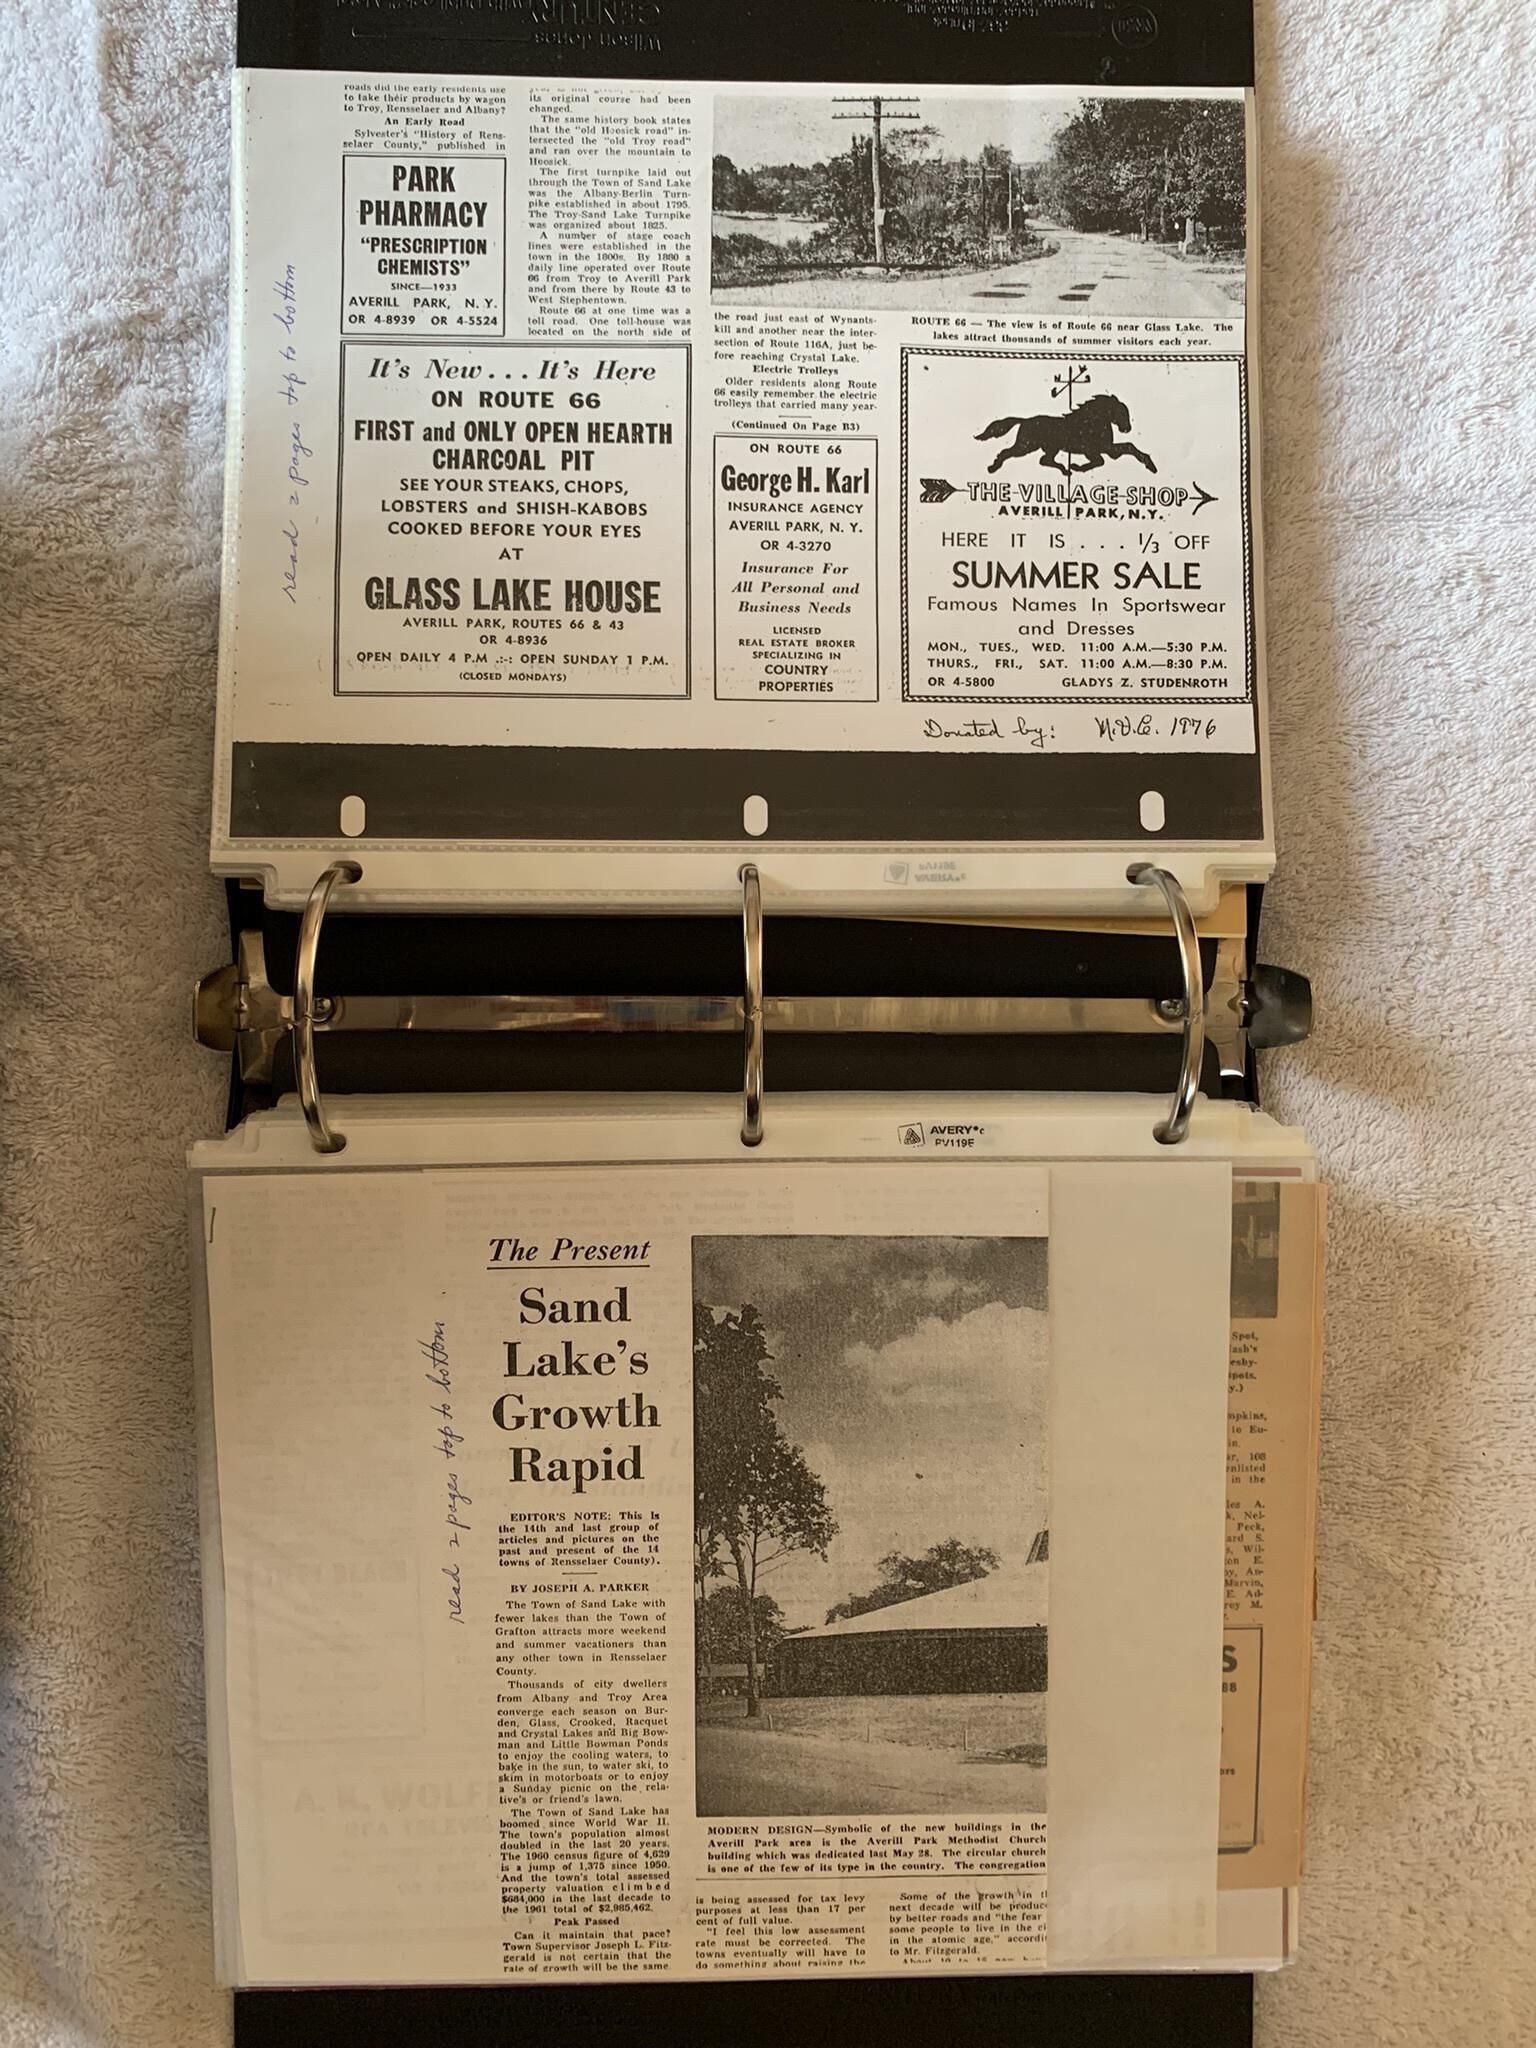 Wilson Jones
CENTURY
roads did the early residents use
to take their products by wagon
to Troy, Rensselaer and Albany?
An Early Road
Sylvester's "History of Rens-
selaer County," published in
PARK
PHARMACY
"PRESCRIPTION
CHEMISTS"
SINCE—1933
AVERILL PARK, N. Y.
OR 4-8939 OR 4-5524
its original course had been
changed.
The same history book states
that the "old Hoosick road" in-
tersected the "old Troy road"
and ran over the mountain to
Hoosick.
The first turnpike laid out
through the Town of Sand Lake
was the Albany-Berlin Turn-
pike established in about 1795.
The Troy-Sand Lake Turnpike
was organized about 1825.
A number of stage coach
lines were established in the
town in the 1800s. By 1880 a
daily line operated over Route
66 from Troy to Averill Park
and from there by Route 43 to
West Stephentown.
Route 66 at one time was a
toll road. One toll-house was
located on the north side of
the road just east of Wynants-
kill and another near the inter-
section of Route 116A, just be-
fore reaching Crystal Lake.
Electric Trolleys
Older residents along Route
66 easily remember the electric
trolleys that carried many year-
(Continued On Page B3)
ROUTE 66 — The view is of Route 66 near Glass Lake. The
lakes attract thousands of summer visitors each year.
read 2 pages top to bottom
It's New . . . It's Here
ON ROUTE 66
FIRST and ONLY OPEN HEARTH
CHARCOAL PIT
SEE YOUR STEAKS, CHOPS,
LOBSTERS and SHISH-KABOBS
COOKED BEFORE YOUR EYES
AT
GLASS LAKE HOUSE
AVERILL PARK, ROUTES 66 & 43
OR 4-8936
OPEN DAILY 4 P.M .:-: OPEN SUNDAY 1 P.M.
(CLOSED MONDAYS)
ON ROUTE 66
George H. Karl
INSURANCE AGENCY
AVERILL PARK, N. Y.
OR 4-3270
Insurance For
All Personal and
Business Needs
LICENSED
REAL ESTATE BROKER
SPECIALIZING IN
COUNTRY
PROPERTIES
THE VILLAGE SHOP
AVERILL PARK, N.Y.
HERE IT IS . . . 1/3 OFF
SUMMER SALE
Famous Names In Sportswear
and Dresses
MON., TUES., WED. 11:00 A.M.—5:30 P.M.
THURS., FRI., SAT. 11:00 A.M.—8:30 P.M.
OR 4-5800 GLADYS Z. STUDENROTH
Donated by: 1976
AVERY
PV119E
The Present
Sand
Lake's
Growth
Rapid
read 2 pages top to bottom
EDITOR'S NOTE: This is
the 14th and last group of
articles and pictures on the
past and present of the 14
towns of Rensselaer County).
BY JOSEPH A. PARKER
The Town of Sand Lake with
fewer lakes than the Town of
Grafton attracts more weekend
and summer vacationers than
any other town in Rensselaer
County.
Thousands of city dwellers
from Albany and Troy Area
converge each season on Bur-
den, Glass, Crooked, Racquet
and Crystal Lakes and Big Bow-
man and Little Bowman Ponds
to enjoy the cooling waters, to
bake in the sun, to water ski, to
skim in motorboats or to enjoy
a Sunday picnic on the rela-
tive's or friend's lawn.
The Town of Sand Lake has
boomed since World War II.
The town's population almost
doubled in the last 20 years.
The 1960 census figure of 4,629
is a jump of 1,375 since 1950.
And the town's total assessed
property valuation climbed
$684,000 in the last decade to
the 1961 total of $2,985,462.
Peak Passed
Can it maintain that pace?
Town Supervisor Joseph L. Fitz-
gerald is not certain that the
rate of growth will be the same
MODERN DESIGN—Symbolic of the new buildings in the
Averill Park area is the Averill Park Methodist Church
building which was dedicated last May 28. The circular church
is one of the few of its type in the country. The congregation
is being assessed for tax levy
purposes at less than 17 per
cent of full value.
"I feel this low assessment
rate must be corrected. The
towns eventually will have to
do something about raising the
Some of the growth in
next decade will be
by better roads and "the fear
some people to live in the
in the atomic age,"
to Mr. Fitzgerald.
A. K. WOLF